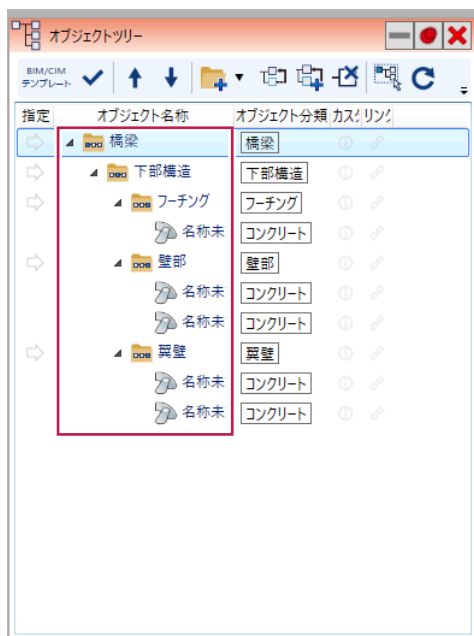 オブジェクトツリー
BIM/CIM
テンプレート
指定 オブジェクト名称 オブジェクト分類 カスタ リンク
橋梁 橋梁
下部構造 下部構造
フーチング フーチング
名称未 コンクリート
壁部 壁部
名称未 コンクリート
名称未 コンクリート
翼壁 翼壁
名称未 コンクリート
名称未 コンクリート